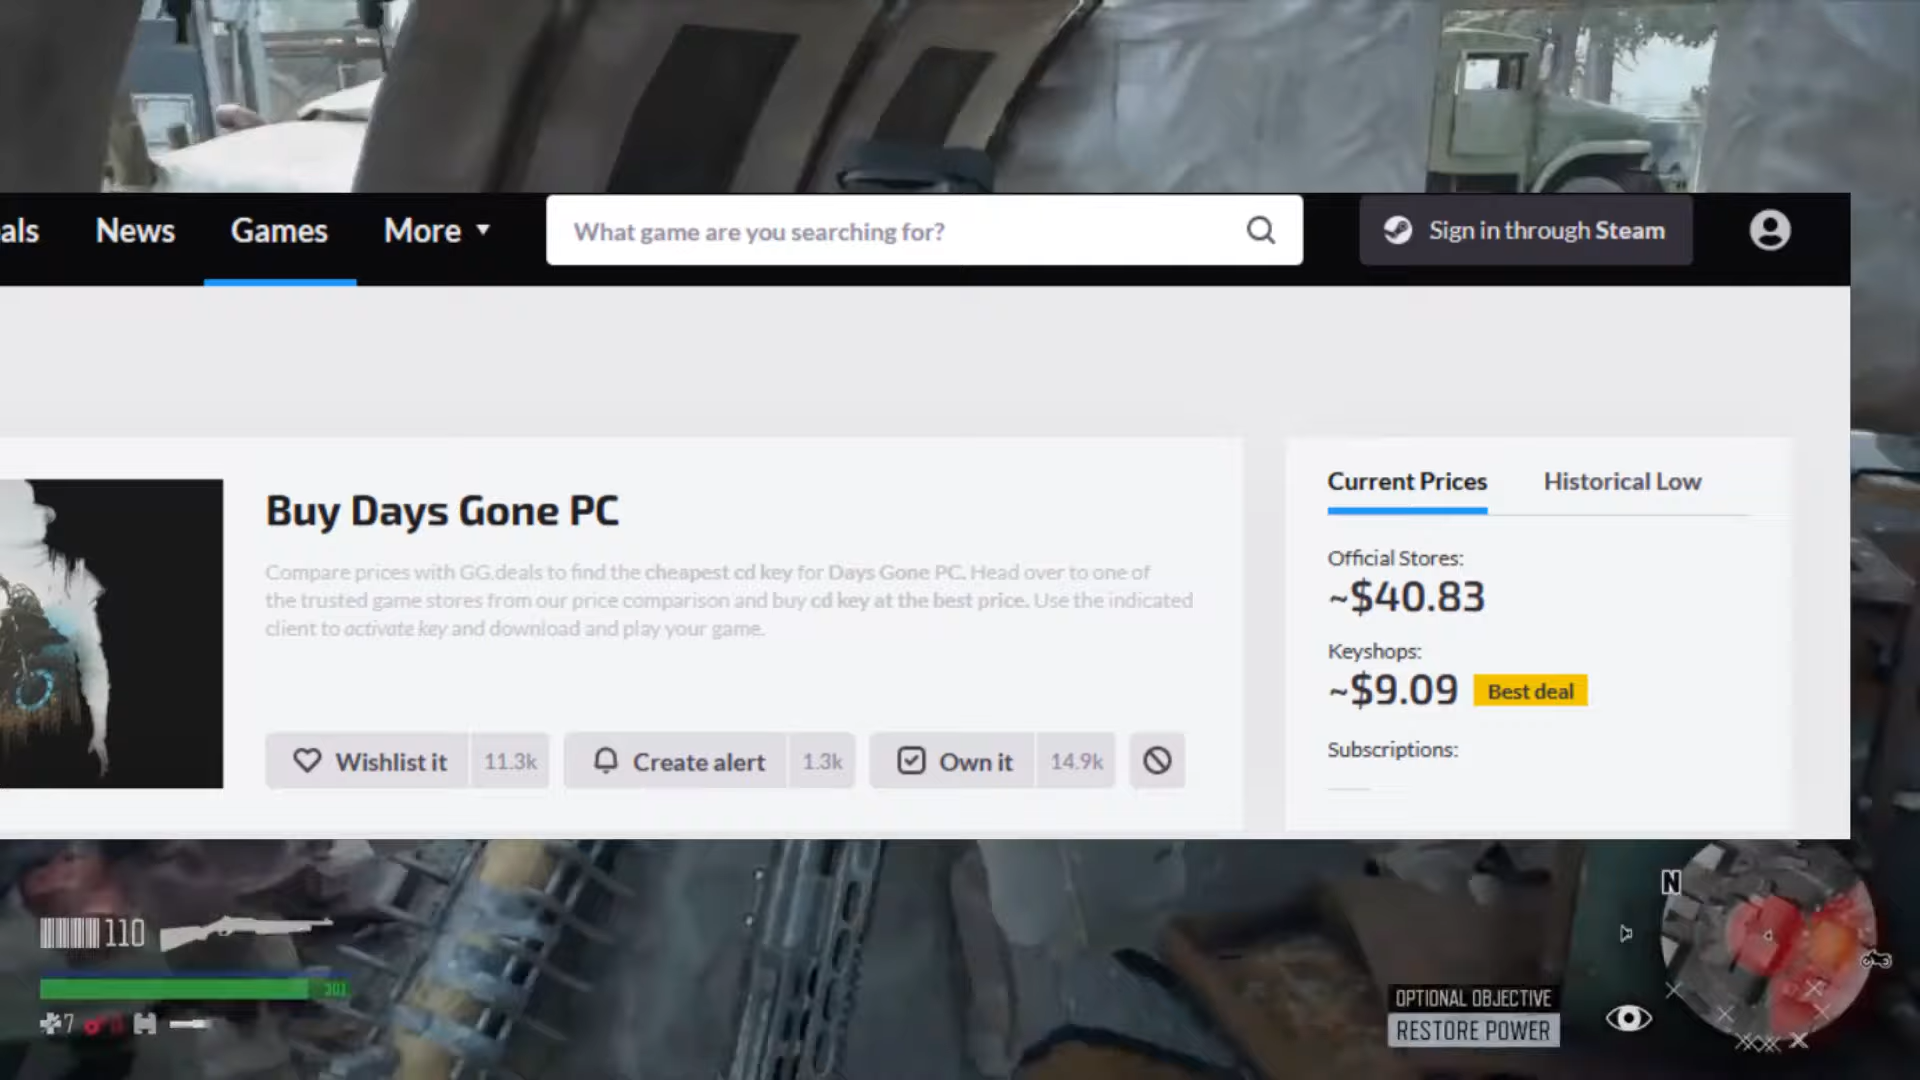 als News Games More What game are you searching for? Sign in through Steam
Buy Days Gone PC
Compare prices with GG.deals to find the cheapest cd key for Days Gone PC. Head over to one of
the trusted game stores from our price comparison and buy cd key at the best price. Use the indicated
client to activate key and download and play your game.
Wishlist it 11.3k Create alert 1.3k Own it 14.9k
Current Prices Historical Low
Official Stores:
~$40.83
Keyshops:
~$9.09 Best deal
Subscriptions:
N
110
301
7
OPTIONAL OBJECTIVE
RESTORE POWER